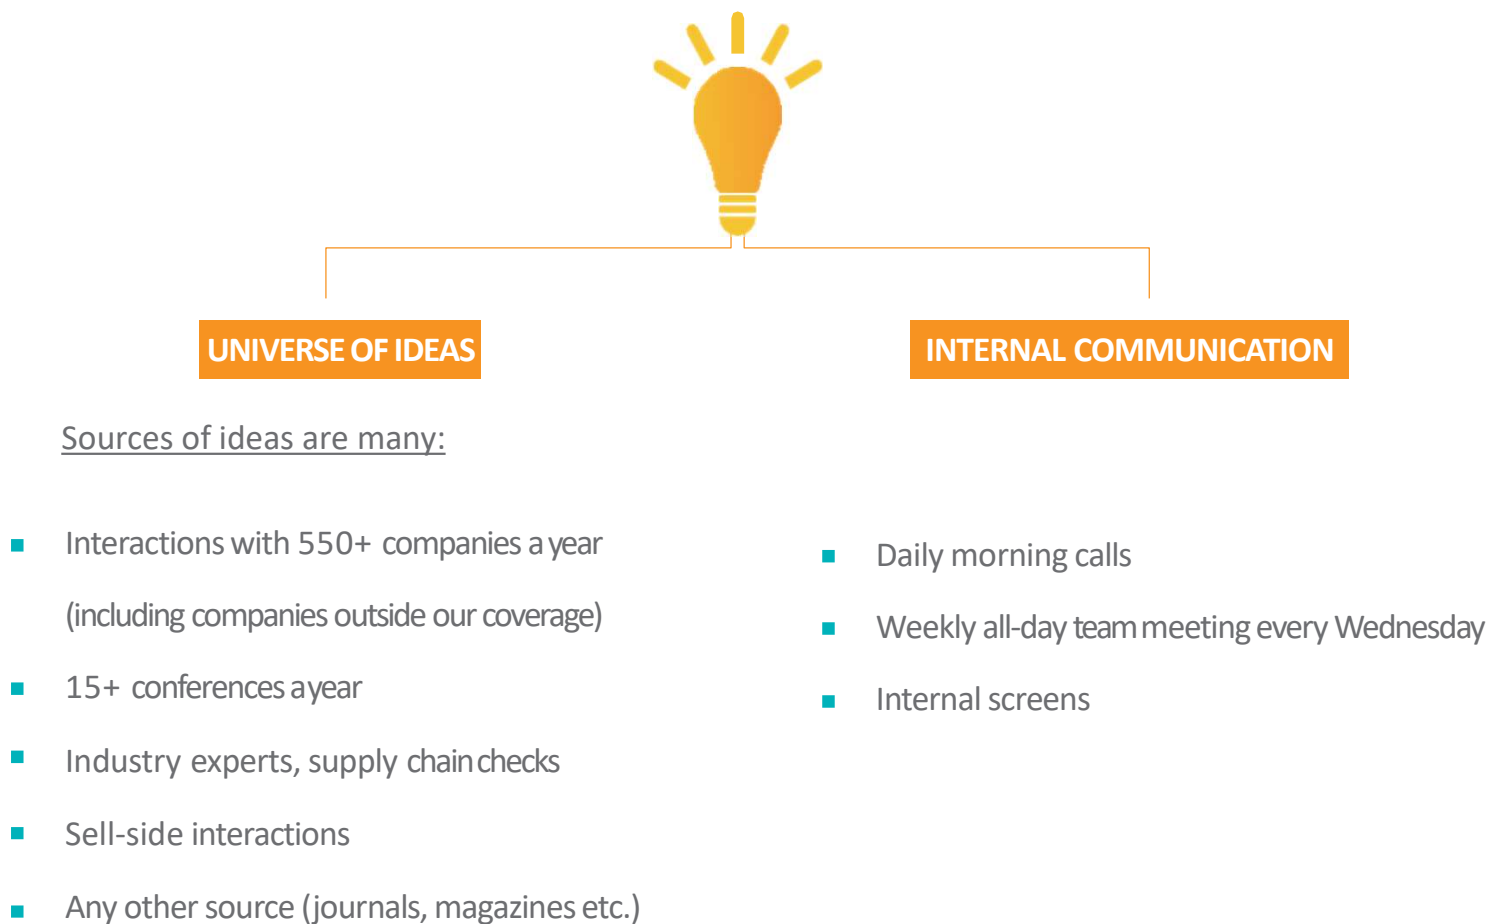 UNIVERSE OF IDEAS
INTERNAL COMMUNICATION
Sources of ideas are many:
Interactions with 550+ companies a year
(including companies outside our coverage)
15+ conferences a year
Industry experts, supply chain checks
Sell-side interactions
Any other source (journals, magazines etc.)
Daily morning calls
Weekly all-day team meeting every Wednesday
Internal screens